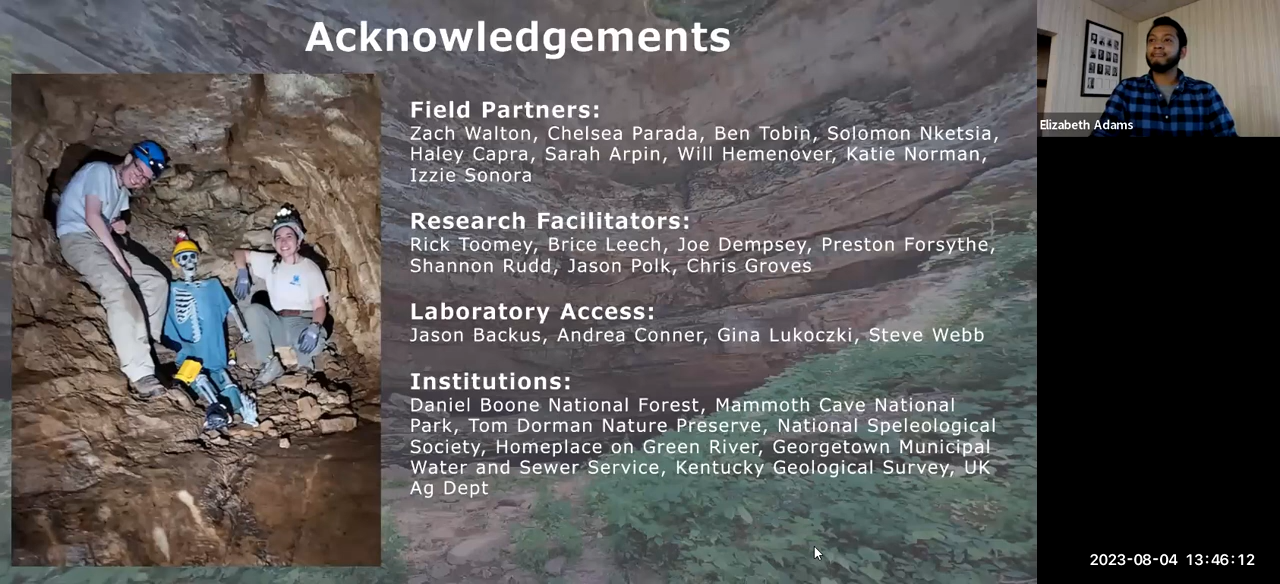 Acknowledgements
Field Partners:
Zach Walton, Chelsea Parada, Ben Tobin, Solomon Nketsia,
Haley Capra, Sarah Arpin, Will Hemenover, Katie Norman,
Izzie Sonora
Research Facilitators:
Rick Toomey, Brice Leech, Joe Dempsey, Preston Forsythe,
Shannon Rudd, Jason Polk, Chris Groves
Laboratory Access:
Jason Backus, Andrea Conner, Gina Lukoczki, Steve Webb
Institutions:
Daniel Boone National Forest, Mammoth Cave National
Park, Tom Dorman Nature Preserve, National Speleological
Society, Homeplace on Green River, Georgetown Municipal
Water and Sewer Service, Kentucky Geological Survey, UK
Ag Dept
Elizabeth Adams
2023-08-04 13:46:12